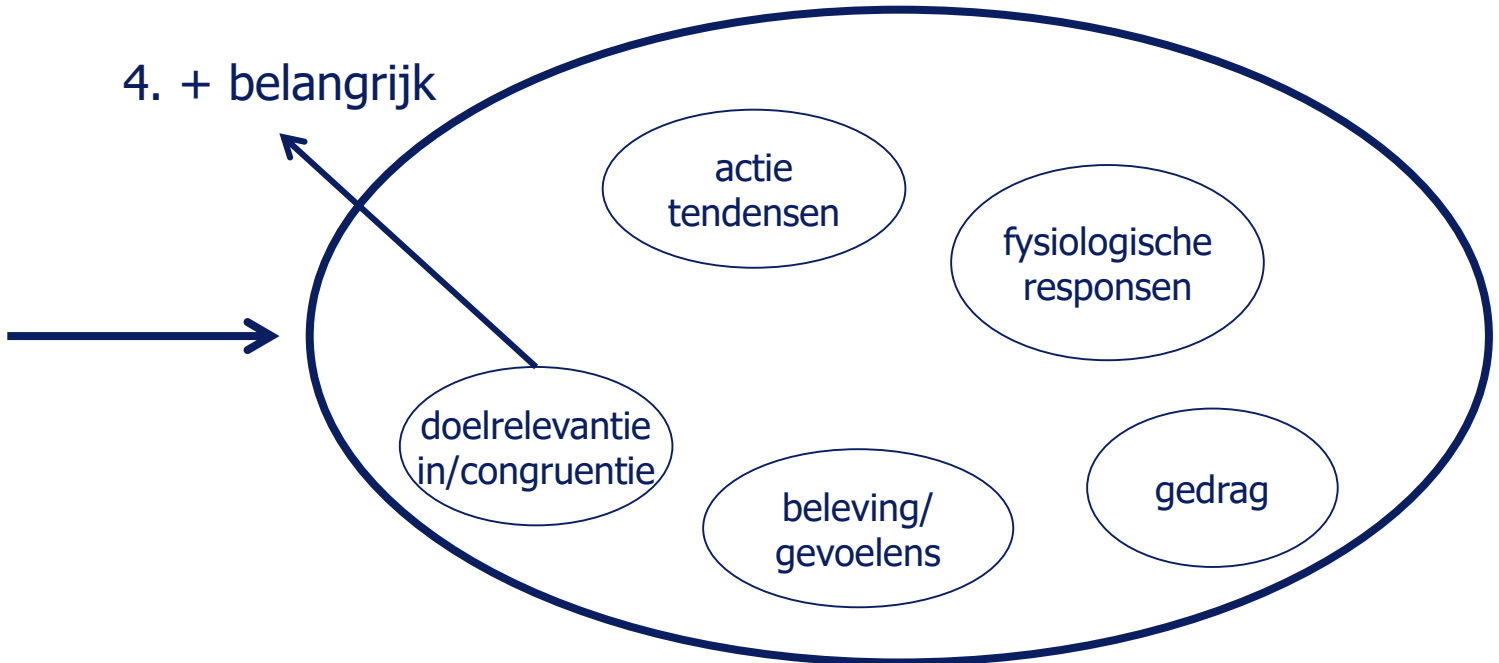 4. + belangrijk
actie
tendensen
fysiologische
responsen
doelrelevantie
in/congruentie
beleving/
gevoelens
gedrag